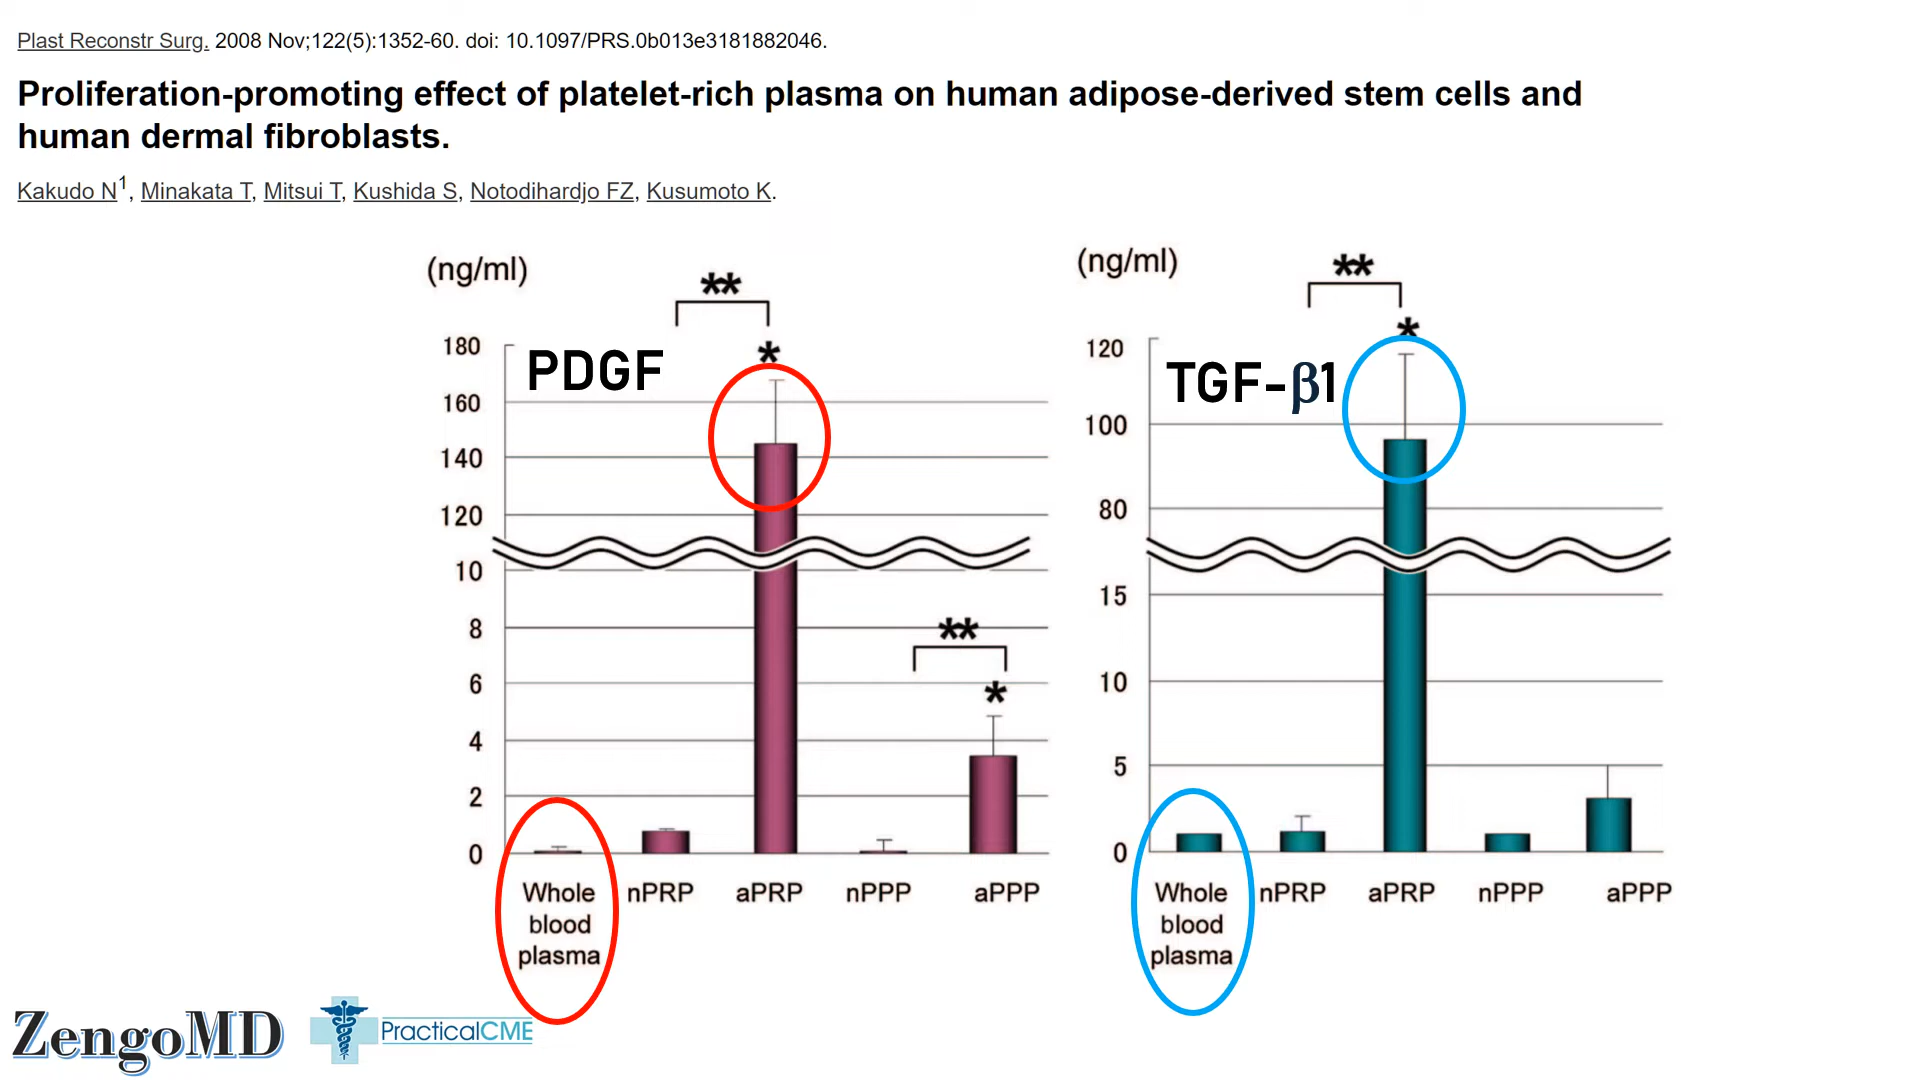 Plast Reconstr Surg. 2008 Nov;122(5):1352-60. doi: 10.1097/PRS.0b013e3181882046.
Proliferation-promoting effect of platelet-rich plasma on human adipose-derived stem cells and
human dermal fibroblasts.
Kakudo N1, Minakata T, Mitsui T, Kushida S, Notodihardjo FZ, Kusumoto K.
(ng/ml)
**
*
180
PDGF
160
140
120
10
8
**
6
*
4
2
0
Whole
blood
plasma
nPRP
aPRP
nPPP
aPPP
(ng/ml)
**
*
120
TGF-β1
100
80
15
10
5
0
Whole
blood
plasma
nPRP
aPRP
nPPP
aPPP
ZengoMD
PracticalCME